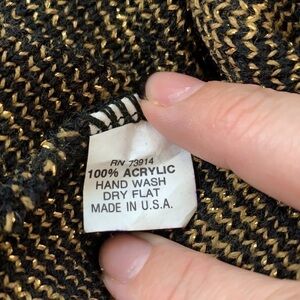 RN 73914
100% ACRYLIC
HAND WASH
DRY FLAT
MADE IN U.S.A.